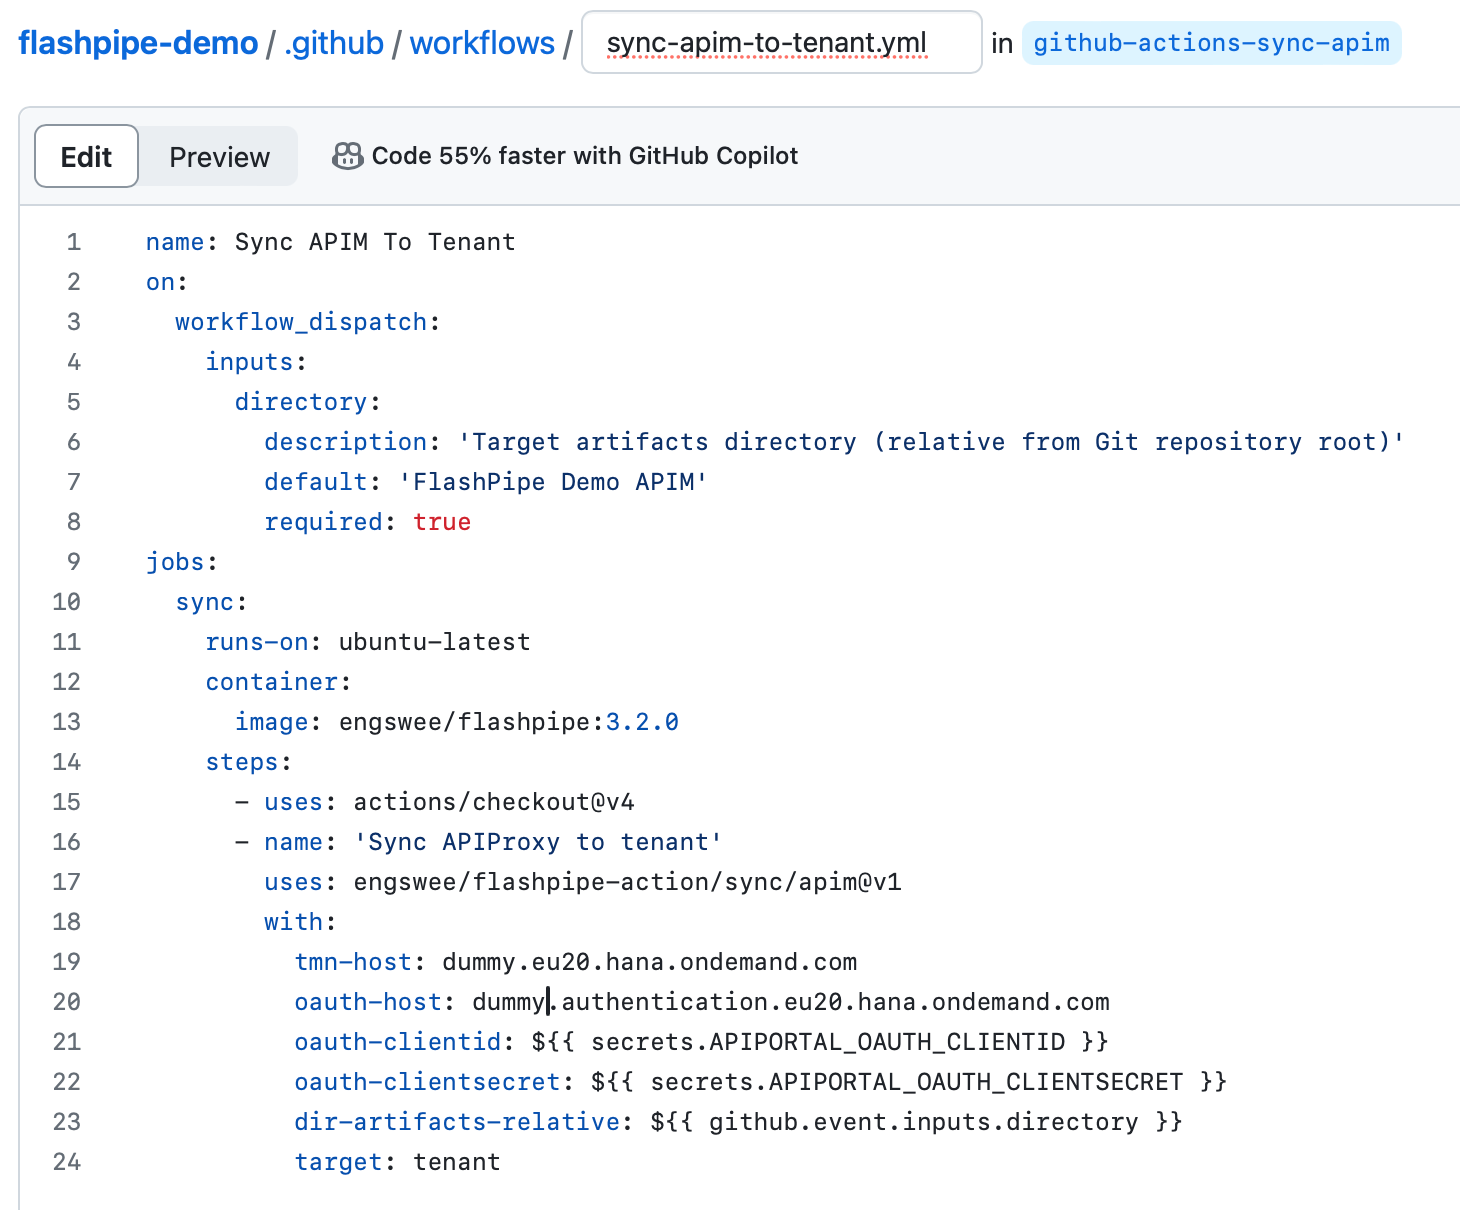 flashpipe-demo / .github / workflows / sync-apim-to-tenant.yml in github-actions-sync-apim
Edit Preview Code 55% faster with GitHub Copilot
1 name: Sync APIM To Tenant
2 on:
3   workflow_dispatch:
4     inputs:
5       directory:
6         description: 'Target artifacts directory (relative from Git repository root)'
7         default: 'FlashPipe Demo APIM'
8         required: true
9 jobs:
10   sync:
11     runs-on: ubuntu-latest
12     container:
13       image: engswee/flashpipe:3.2.0
14     steps:
15       - uses: actions/checkout@v4
16       - name: 'Sync APIProxy to tenant'
17         uses: engswee/flashpipe-action/sync/apim@v1
18         with:
19           tmn-host: dummy.eu20.hana.ondemand.com
20           oauth-host: dummy.authentication.eu20.hana.ondemand.com
21           oauth-clientid: ${{ secrets.APIPORTAL_OAUTH_CLIENTID }}
22           oauth-clientsecret: ${{ secrets.APIPORTAL_OAUTH_CLIENTSECRET }}
23           dir-artifacts-relative: ${{ github.event.inputs.directory }}
24           target: tenant